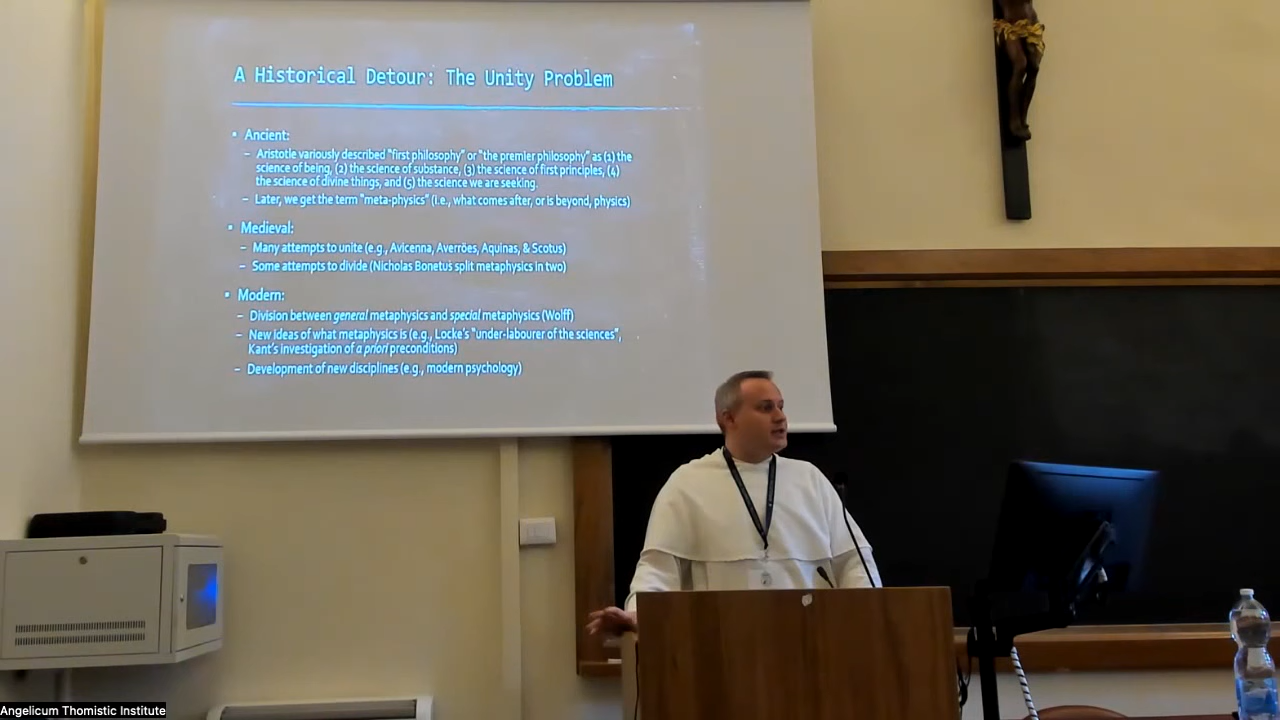 A Historical Detour: The Unity Problem
• Ancient:
– Aristotle variously described "first philosophy" or "the premier philosophy" as (1) the
science of being, (2) the science of substance, (3) the science of first principles, (4)
the science of divine things, and (5) the science we are seeking.
– Later, we get the term "meta-physics" (i.e., what comes after, or is beyond, physics)
• Medieval:
– Many attempts to unite (e.g., Avicenna, Averröes, Aquinas, & Scotus)
– Some attempts to divide (Nicholas Bonetus split metaphysics in two)
• Modern:
– Division between general metaphysics and special metaphysics (Wolff)
– New ideas of what metaphysics is (e.g., Locke's "under-labourer of the sciences",
Kant's investigation of a priori preconditions)
– Development of new disciplines (e.g., modern psychology)
Angelicum Thomistic Institute